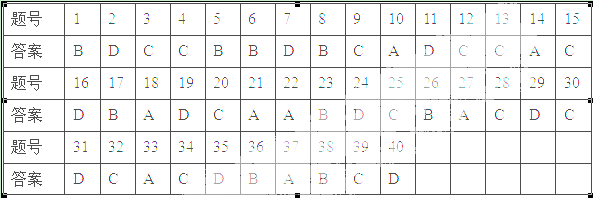 题号 1 2 3 4 5 6 7 8 9 10 11 12 13 14 15
答案 B D C C B B D B C A D C C A C
题号 16 17 18 19 20 21 22 23 24 25 26 27 28 29 30
答案 D B A D C A A B D C B A C D C
题号 31 32 33 34 35 36 37 38 39 40
答案 D C A C D B A B C D